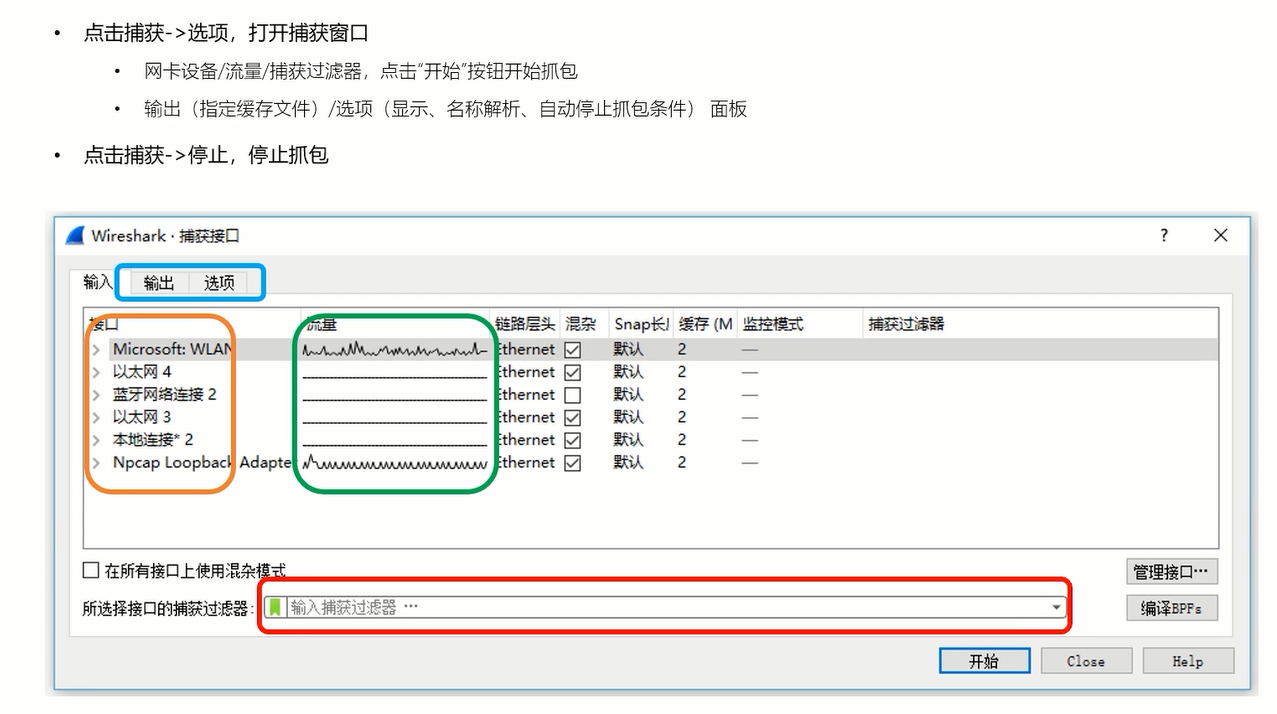 • 点击捕获->选项，打开捕获窗口
• 网卡设备/流量/捕获过滤器，点击“开始”按钮开始抓包
• 输出（指定缓存文件）/选项（显示、名称解析、自动停止抓包条件） 面板
• 点击捕获->停止，停止抓包
Wireshark · 捕获接口 ?
输入 输出 选项
接口 流量 链路层头 混杂 Snap长 缓存 (M 监控模式 捕获过滤器
Microsoft: WLAN Ethernet 默认 2 —
以太网 4 Ethernet 默认 2 —
蓝牙网络连接 2 Ethernet 默认 2 —
以太网 3 Ethernet 默认 2 —
本地连接* 2 Ethernet 默认 2 —
Npcap Loopback Adapte Ethernet 默认 2 —
在所有接口上使用混杂模式 管理接口…
所选择接口的捕获过滤器: 输入捕获过滤器 … 编译BPFs
开始 Close Help